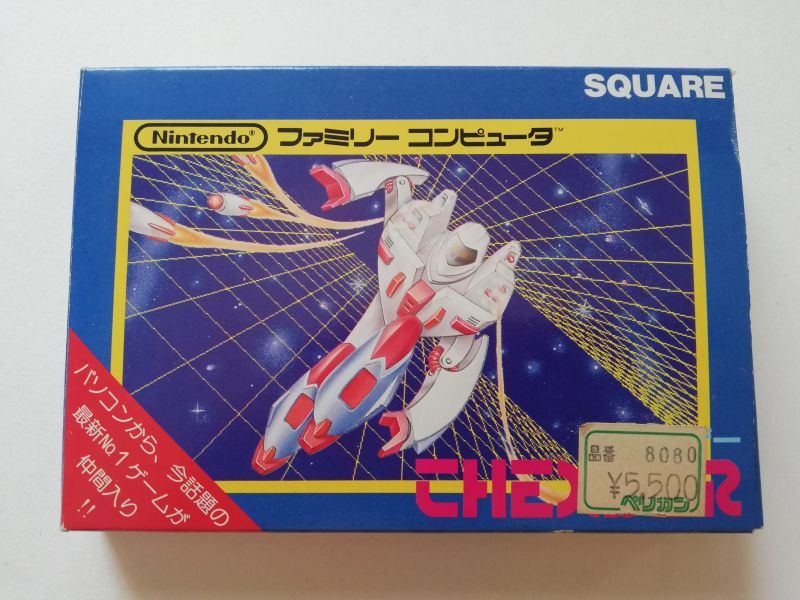 SQUARE
Nintendo® ファミリー コンピュータ™
パソコンから、今話題の
最新No.1ゲームが
仲間入り
!!
ー
品番 8080
¥5,500
ペリカン